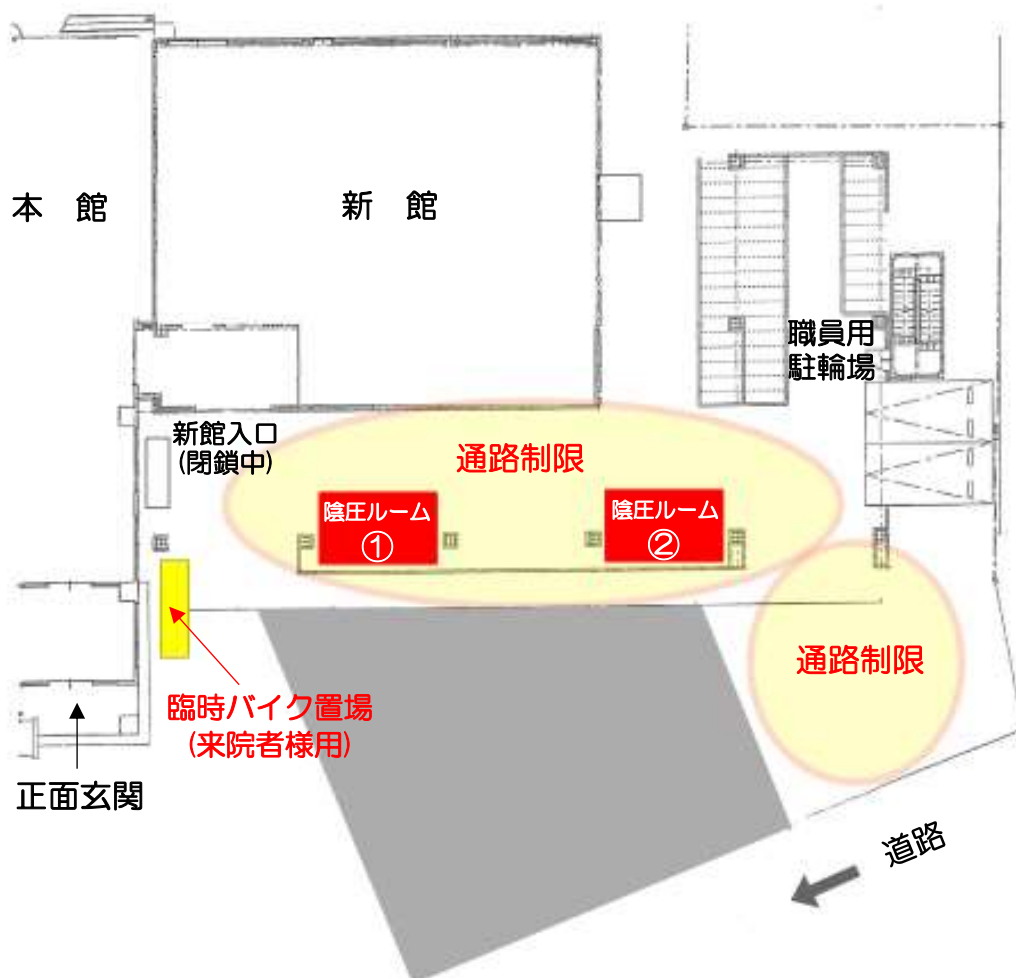 本 館
新 館
職員用
駐輪場
新館入口
(閉鎖中)
通路制限
陰圧ルーム
①
陰圧ルーム
②
通路制限
臨時バイク置場
(来院者様用)
正面玄関
道路